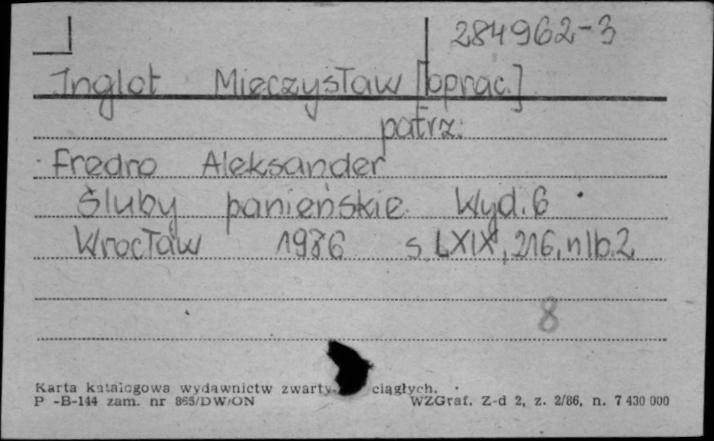 284962-3
Inglot Mieczysław [oprac.]
patrz:
Fredro Aleksander
Śluby panieńskie. Wyd. 6
Wrocław 1986 s. LXIX, 216, nlb. 2
8
Karta katalogowa wydawnictw zwarty ciągłych.
P -B-144 zam. nr 865/DW/ON WZGraf. Z-d 2, z. 2/86, n. 7 430 000